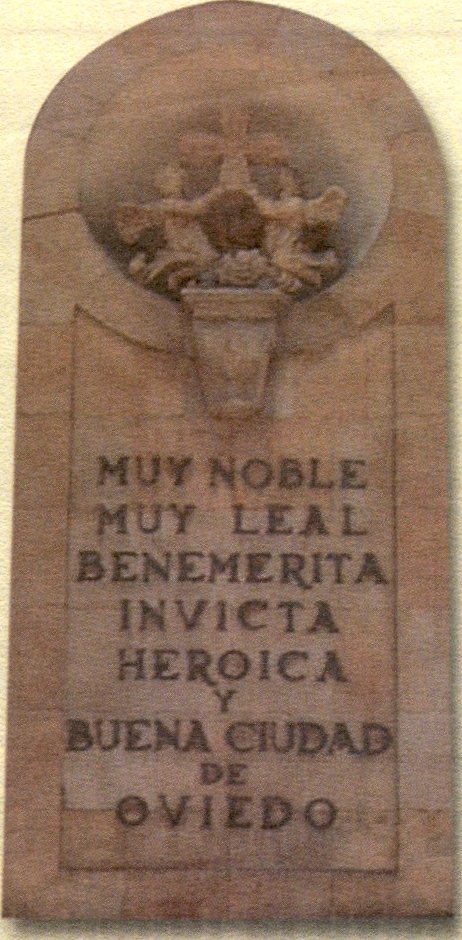 MUY NOBLE
MUY LEAL
BENEMERITA
INVICTA
HEROICA
Y
BUENA CIUDAD
DE
OVIEDO